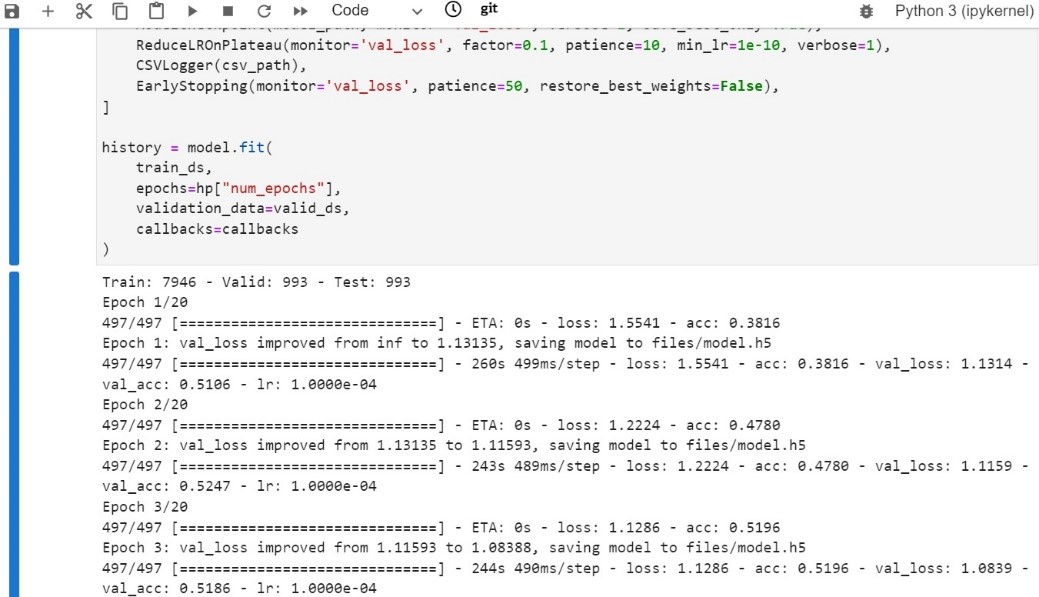 Code git Python 3 (ipykernel)
ReduceLROnPlateau(monitor='val_loss', factor=0.1, patience=10, min_lr=1e-10, verbose=1),
CSVLogger(csv_path),
EarlyStopping(monitor='val_loss', patience=50, restore_best_weights=False),
]
history = model.fit(
train_ds,
epochs=hp["num_epochs"],
validation_data=valid_ds,
callbacks=callbacks
)
Train: 7946 - Valid: 993 - Test: 993
Epoch 1/20
497/497 [==============================] - ETA: 0s - loss: 1.5541 - acc: 0.3816
Epoch 1: val_loss improved from inf to 1.13135, saving model to files/model.h5
497/497 [==============================] - 260s 499ms/step - loss: 1.5541 - acc: 0.3816 - val_loss: 1.1314 -
val_acc: 0.5106 - lr: 1.0000e-04
Epoch 2/20
497/497 [==============================] - ETA: 0s - loss: 1.2224 - acc: 0.4780
Epoch 2: val_loss improved from 1.13135 to 1.11593, saving model to files/model.h5
497/497 [==============================] - 243s 489ms/step - loss: 1.2224 - acc: 0.4780 - val_loss: 1.1159 -
val_acc: 0.5247 - lr: 1.0000e-04
Epoch 3/20
497/497 [==============================] - ETA: 0s - loss: 1.1286 - acc: 0.5196
Epoch 3: val_loss improved from 1.11593 to 1.08388, saving model to files/model.h5
497/497 [==============================] - 244s 490ms/step - loss: 1.1286 - acc: 0.5196 - val_loss: 1.0839 -
val_acc: 0.5186 - lr: 1.0000e-04